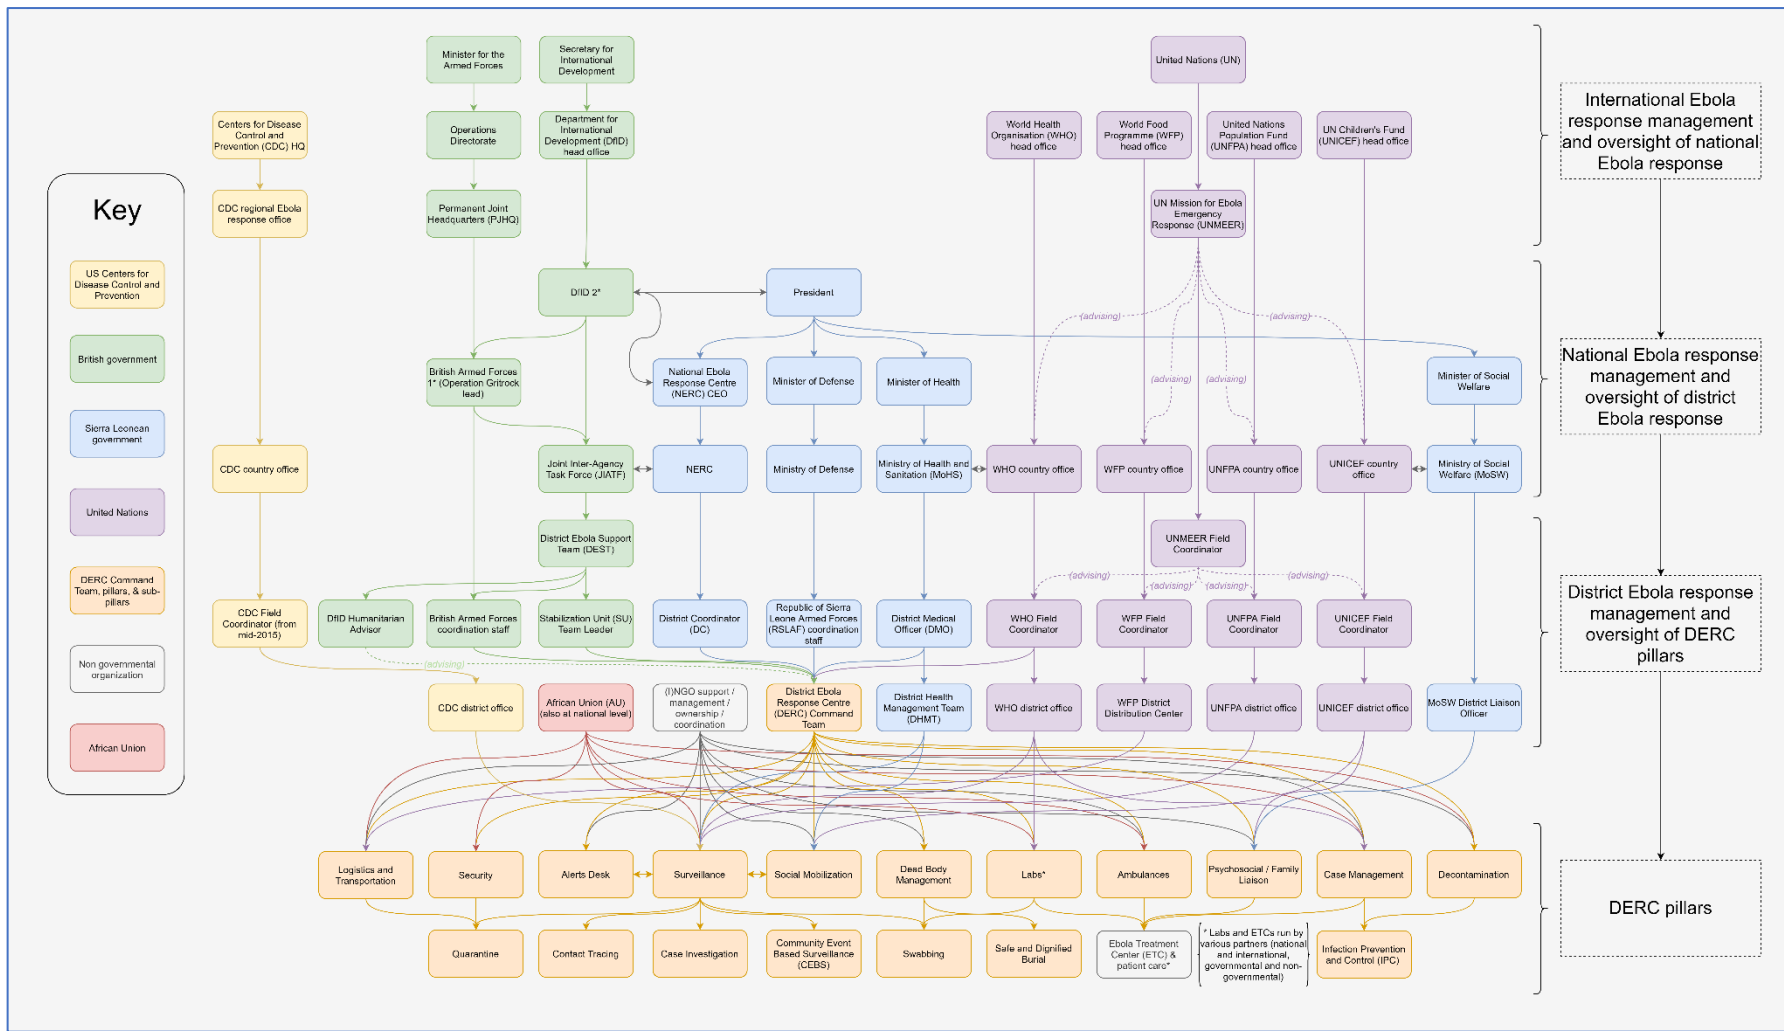 Minister for the
Armed Forces
Secretary for
International
Development
United Nations (UN)
Centers for Disease
Control and
Prevention (CDC) HQ
Operations
Directorate
Department for
International
Development (DfID)
head office
World Health
Organisation (WHO)
head office
World Food
Programme (WFP)
head office
United Nations
Population Fund
(UNFPA) head office
UN Children's Fund
(UNICEF) head office
International Ebola
response management
and oversight of national
Ebola response
Key
CDC regional Ebola
response office
Permanent Joint
Headquarters (PJHQ)
UN Mission for Ebola
Emergency
Response (UNMEER)
US Centers for
Disease Control and
Prevention
British government
Sierra Leonean
government
United Nations
DERC Command
Team, pillars, & sub-
pillars
Non governmental
organization
African Union
DfID 2*
President
(advising)
(advising)
(advising)
(advising)
British Armed Forces
1* (Operation Gritrock
lead)
National Ebola
Response Centre
(NERC) CEO
Minister of Defense
Minister of Health
Minister of Social
Welfare
National Ebola response
management and
oversight of district
Ebola response
CDC country office
Joint Inter-Agency
Task Force (JIATF)
NERC
Ministry of Defense
Ministry of Health and
Sanitation (MoHS)
WHO country office
WFP country office
UNFPA country office
UNICEF country
office
Ministry of Social
Welfare (MoSW)
District Ebola Support
Team (DEST)
UNMEER Field
Coordinator
(advising)
(advising)
(advising)
(advising)
CDC Field
Coordinator (from
mid-2015)
DfID Humanitarian
Advisor
British Armed Forces
coordination staff
Stabilization Unit (SU)
Team Leader
District Coordinator
(DC)
Republic of Sierra
Leone Armed Forces
(RSLAF) coordination
staff
District Medical
Officer (DMO)
WHO Field
Coordinator
WFP Field
Coordinator
UNFPA Field
Coordinator
UNICEF Field
Coordinator
District Ebola response
management and
oversight of DERC
pillars
(advising)
CDC district office
African Union (AU)
(also at national level)
(I)NGO support /
management /
ownership /
coordination
District Ebola
Response Centre
(DERC) Command
Team
District Health
Management Team
(DHMT)
WHO district office
WFP District
Distribution Center
UNFPA district office
UNICEF district office
MoSW District Liaison
Officer
Logistics and
Transportation
Security
Alerts Desk
Surveillance
Social Mobilization
Dead Body
Management
Labs*
Ambulances
Psychosocial / Family
Liaison
Case Management
Decontamination
DERC pillars
Quarantine
Contact Tracing
Case Investigation
Community Event
Based Surveillance
(CEBS)
Swabbing
Safe and Dignified
Burial
Ebola Treatment
Center (ETC) &
patient care*
* Labs and ETCs run by
various partners (national
and international,
governmental and non-
governmental)
Infection Prevention
and Control (IPC)